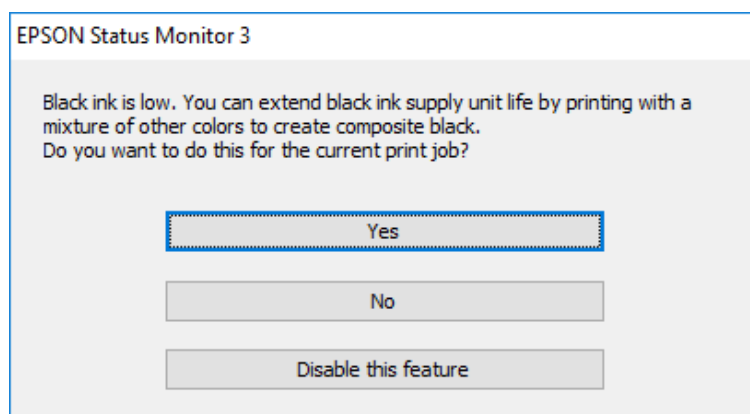 EPSON Status Monitor 3
Black ink is low. You can extend black ink supply unit life by printing with a
mixture of other colors to create composite black.
Do you want to do this for the current print job?
Yes
No
Disable this feature